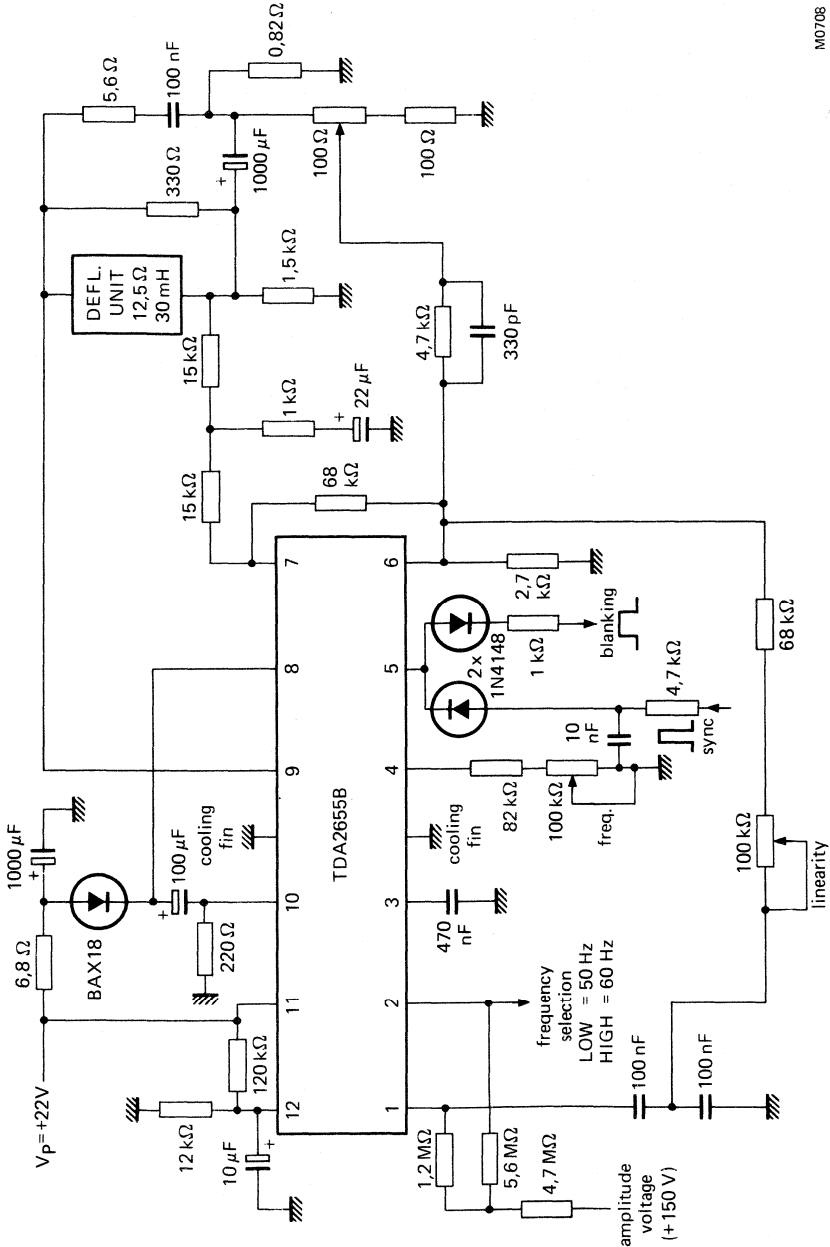 Vp=+22V
6,8 Ω
1000 µF
+
BAX18
100 µF
+
220 Ω
cooling
fin
12 kΩ
10 µF
+
120 kΩ
12
11
10
9
8
7
TDA2655B
1
2
3
4
5
6
cooling
fin
DEFL.
UNIT
12,5 Ω
30 mH
330 Ω
5,6 Ω
100 nF
0,82 Ω
1000 µF
+
15 kΩ
15 kΩ
1 kΩ
+
22 µF
1,5 kΩ
100 Ω
100 Ω
68
kΩ
4,7 kΩ
330 pF
2,7
kΩ
2x
1N4148
1 kΩ
blanking
10
nF
4,7 kΩ
sync
82 kΩ
100 kΩ
freq.
470
nF
frequency
selection
LOW = 50 Hz
HIGH = 60 Hz
1,2 MΩ
5,6 MΩ
4,7 MΩ
amplitude
voltage
(+150 V)
100 nF
100 nF
100 kΩ
linearity
68 kΩ
M0708